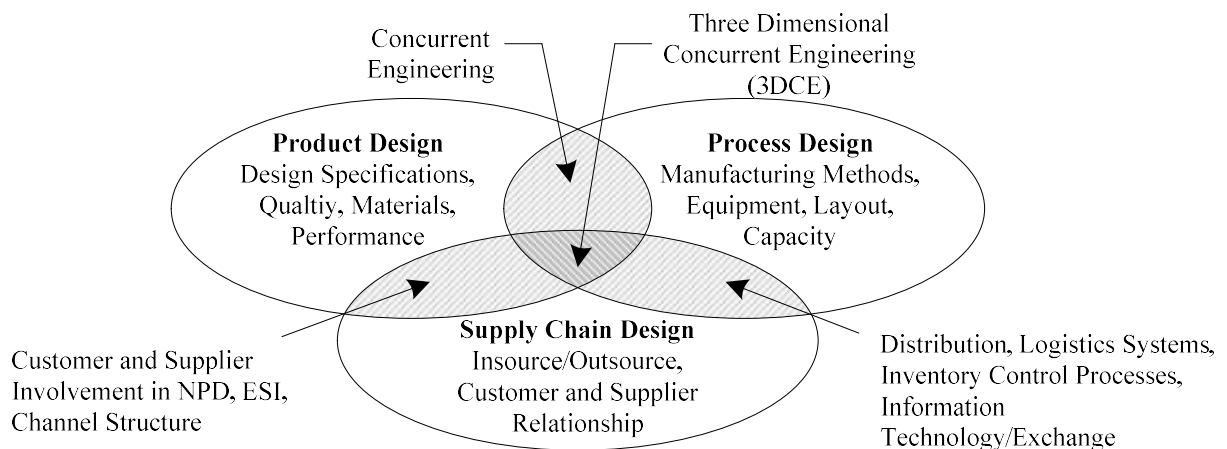 Concurrent
Engineering
Three Dimensional
Concurrent Engineering
(3DCE)
Product Design
Design Specifications,
Qualtiy, Materials,
Performance
Process Design
Manufacturing Methods,
Equipment, Layout,
Capacity
Supply Chain Design
Insource/Outsource,
Customer and Supplier
Relationship
Customer and Supplier
Involvement in NPD, ESI,
Channel Structure
Distribution, Logistics Systems,
Inventory Control Processes,
Information
Technology/Exchange